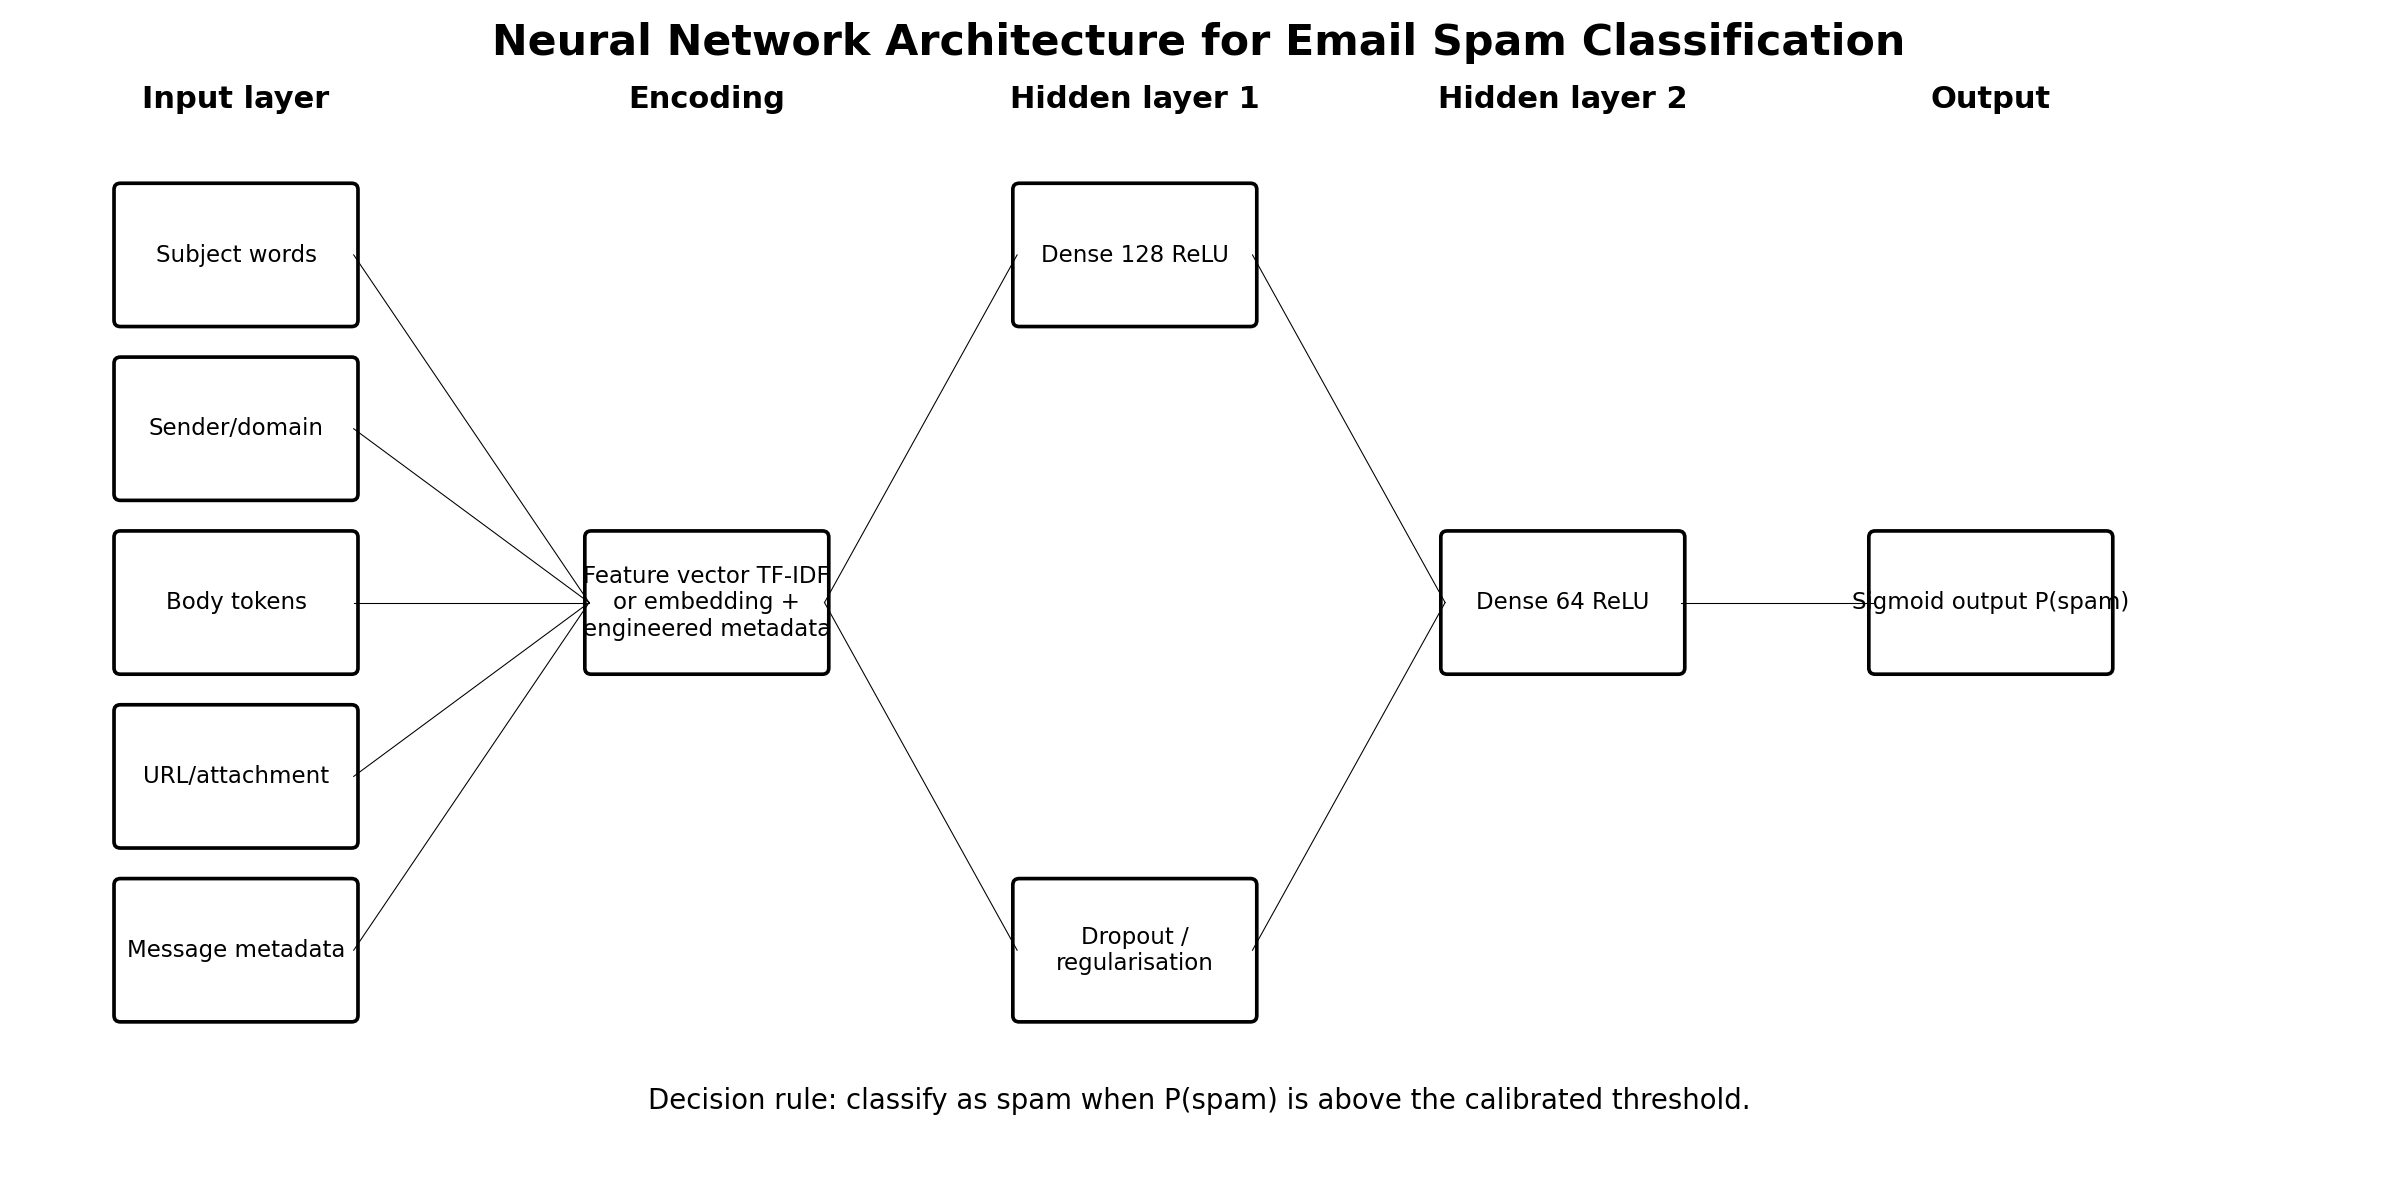 Neural Network Architecture for Email Spam Classification
Input layer
Encoding
Hidden layer 1
Hidden layer 2
Output
Subject words
Sender/domain
Body tokens
URL/attachment
Message metadata
Feature vector TF-IDF
or embedding +
engineered metadata
Dense 128 ReLU
Dropout /
regularisation
Dense 64 ReLU
Sigmoid output P(spam)
Decision rule: classify as spam when P(spam) is above the calibrated threshold.